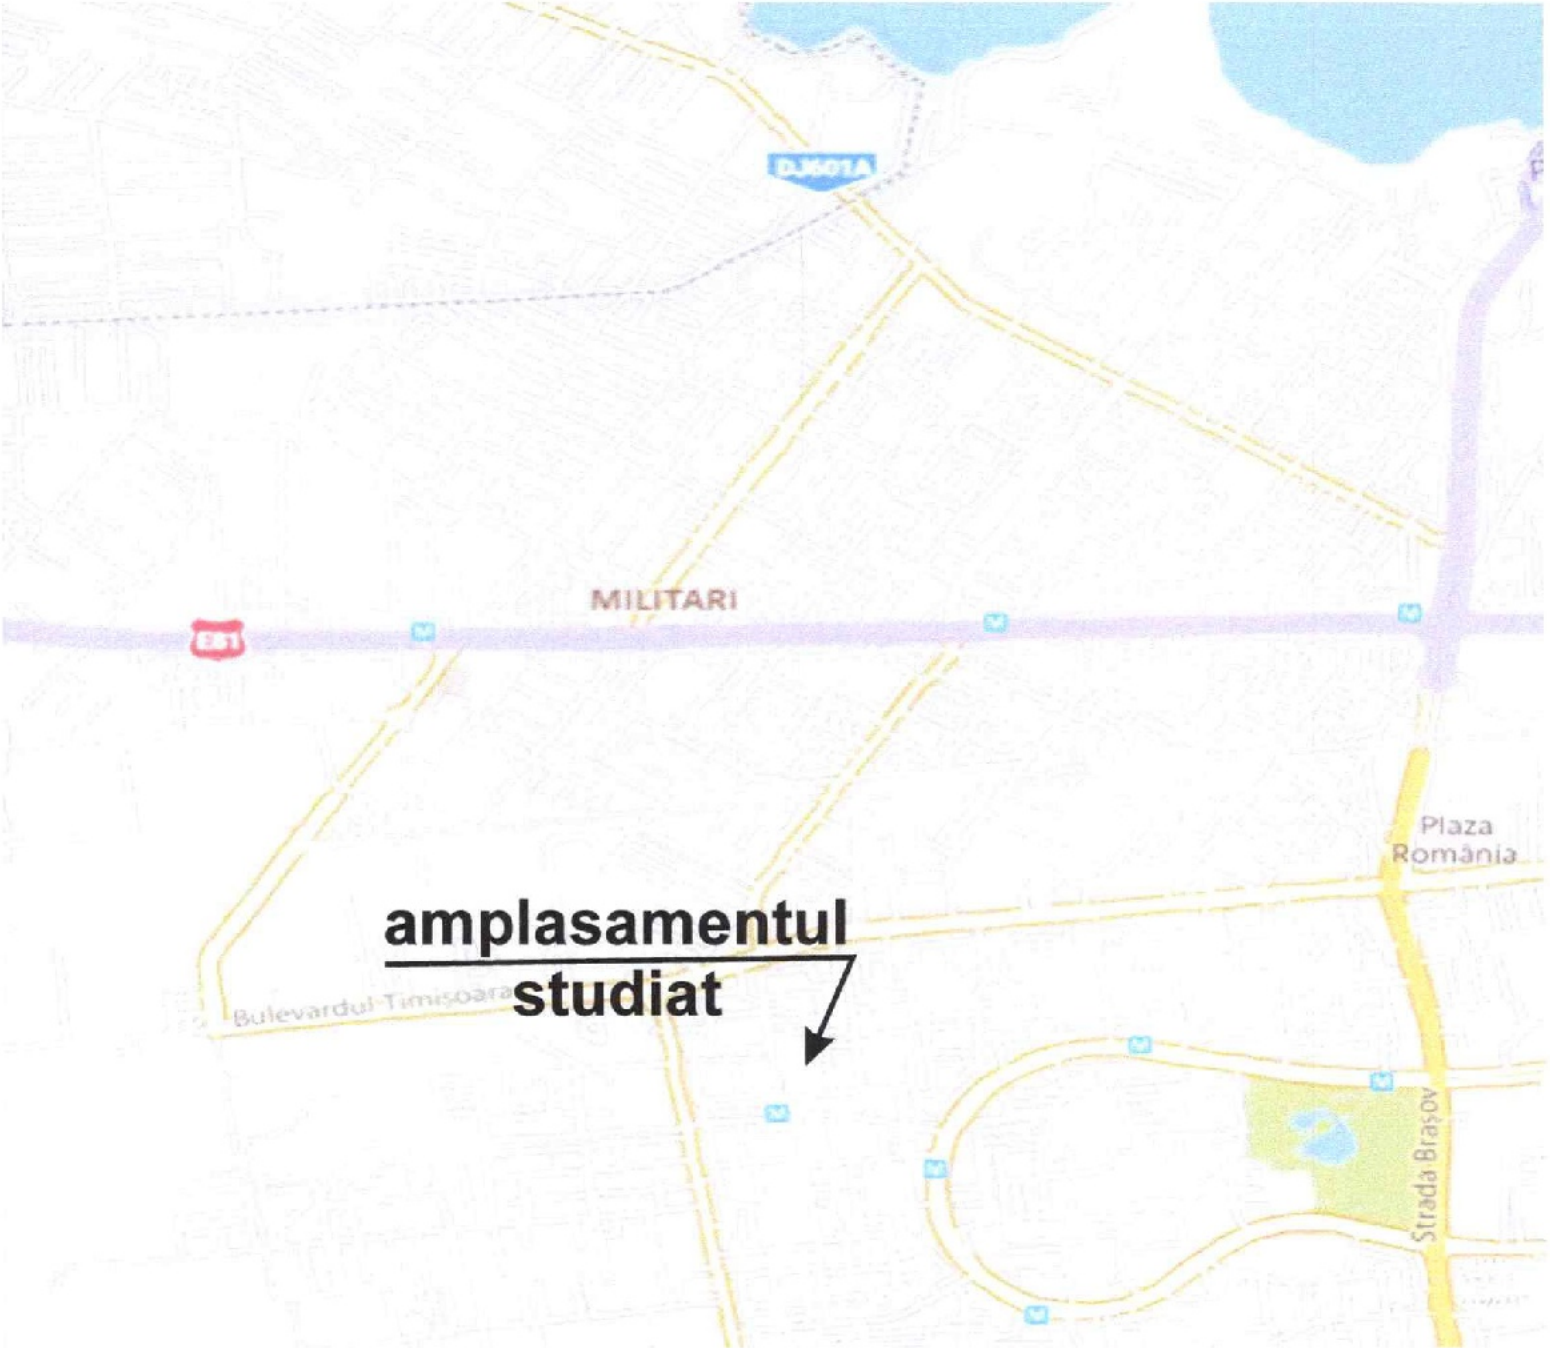 DJ601A
MILITARI
E81
M
M
M
Plaza
România
amplasamentul
studiat
Bulevardul Timișoara
M
M
M
M
M
Strada Brașov